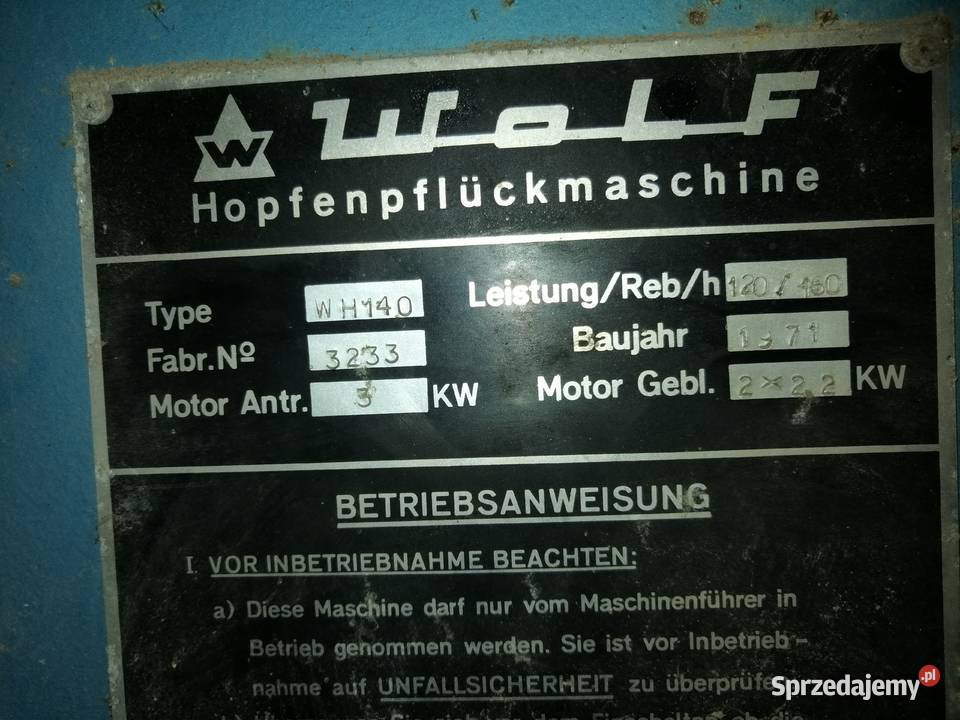 W WOLF
Hopfenpflückmaschine
Type WH140 Leistung/Reb/h 120/160
Fabr.Nº 3233 Baujahr 1971
Motor Antr. 3 KW Motor Gebl. 2×2,2 KW
BETRIEBSANWEISUNG
I. VOR INBETRIEBNAHME BEACHTEN:
a) Diese Maschine darf nur vom Maschinenführer in
Betrieb genommen werden. Sie ist vor Inbetrieb-
nahme auf UNFALLSICHERHEIT zu überprüfen
Sprzedajemy.pl